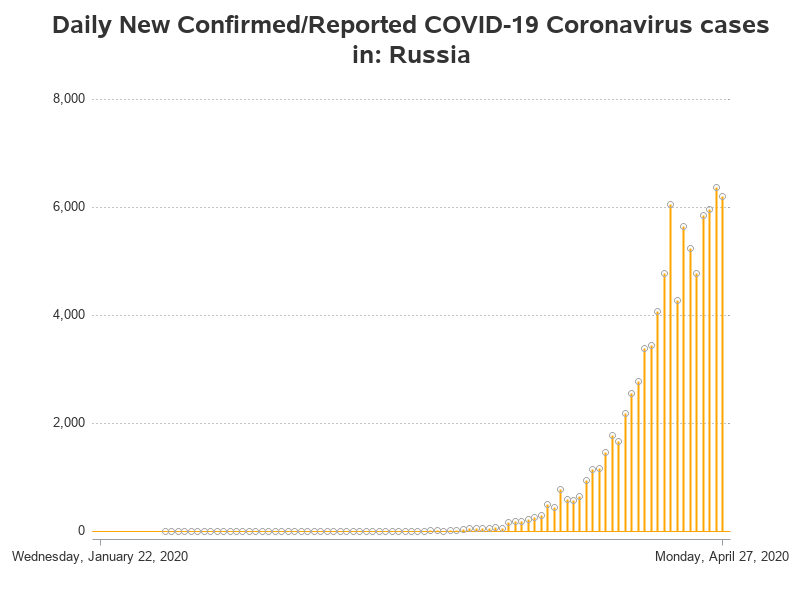 Daily New Confirmed/Reported COVID-19 Coronavirus cases
in: Russia
8,000
6,000
4,000
2,000
0
Wednesday, January 22, 2020
Monday, April 27, 2020